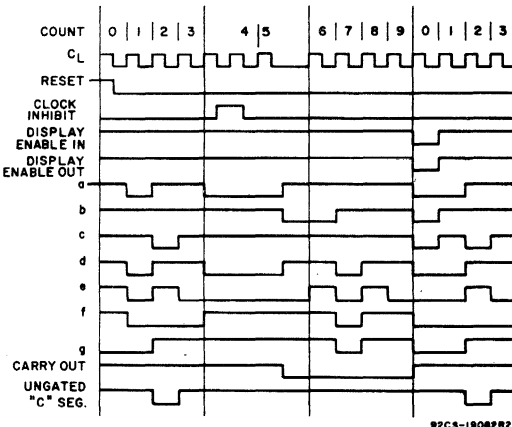 COUNT 0 1 2 3 4 5 6 7 8 9 0 1 2 3
CL
RESET
CLOCK
INHIBIT
DISPLAY
ENABLE IN
DISPLAY
ENABLE OUT
a
b
c
d
e
f
g
CARRY OUT
UNGATED
"C" SEG.
92CS-19082R2